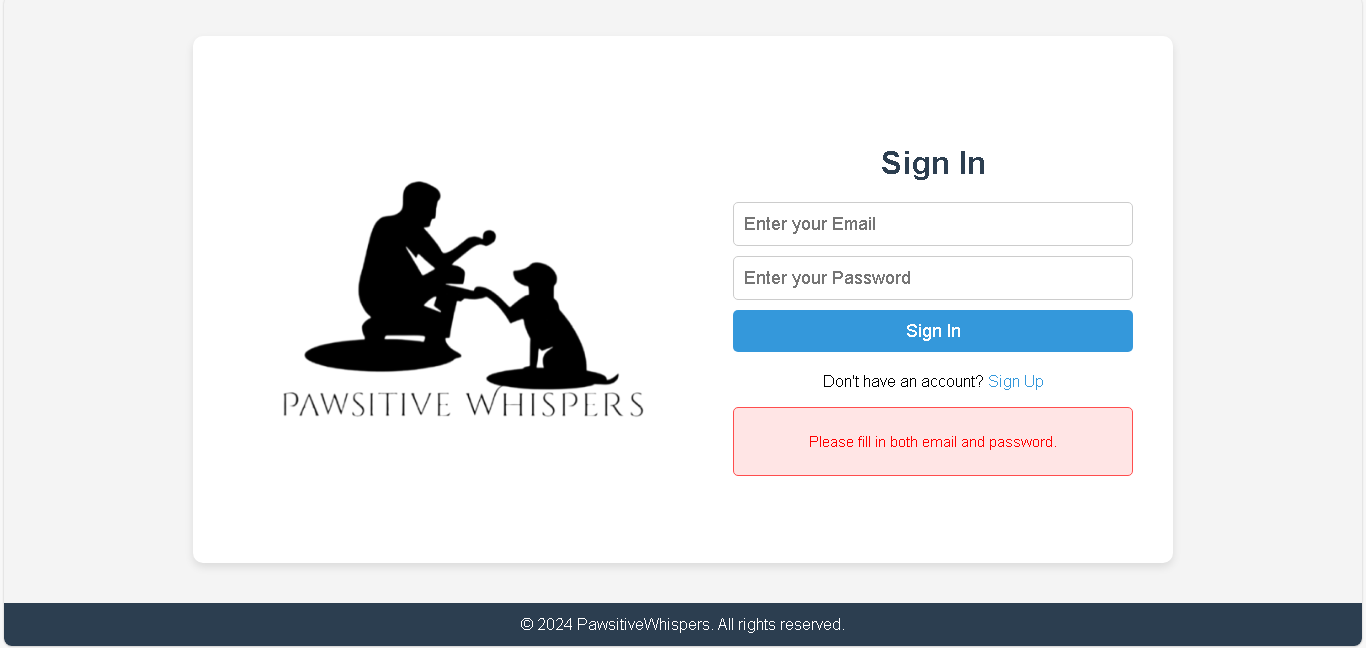 PAWSITIVE WHISPERS
Sign In
Enter your Email
Enter your Password
Sign In
Don't have an account? Sign Up
Please fill in both email and password.
© 2024 PawsitiveWhispers. All rights reserved.